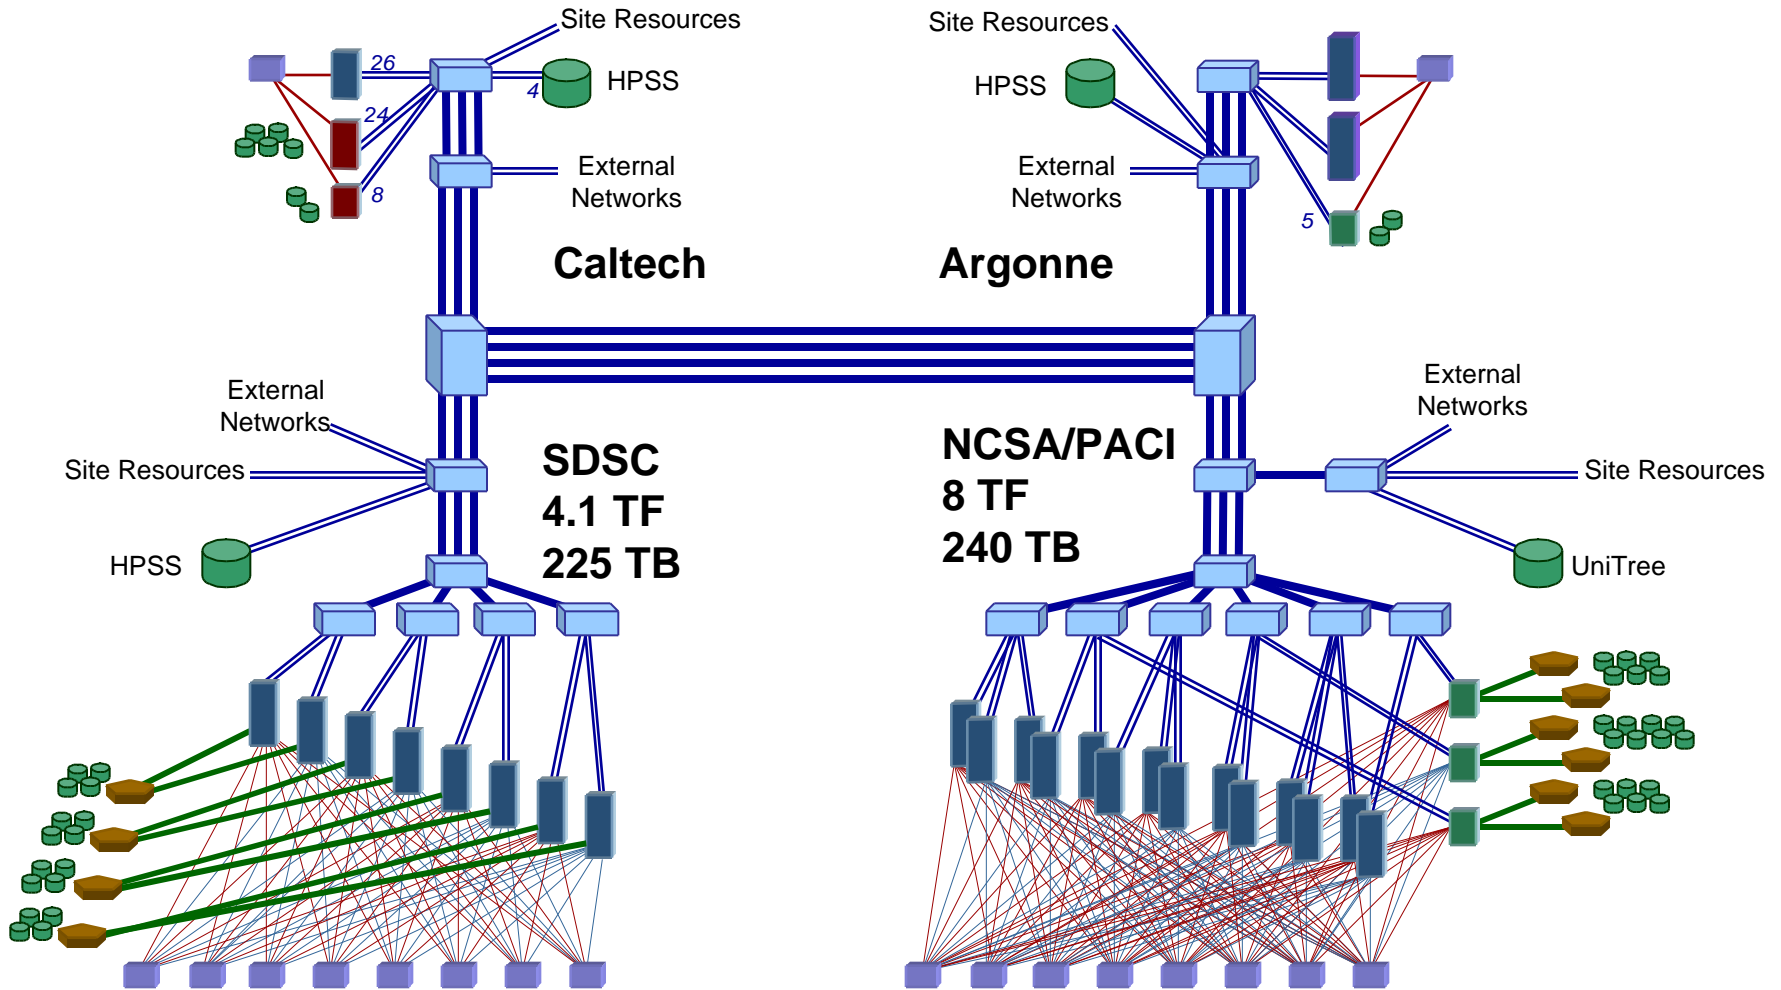 Site Resources
26
4
HPSS
24
8
External
Networks
Caltech
Site Resources
HPSS
External
Networks
5
Argonne
External
Networks
Site Resources
HPSS
SDSC
4.1 TF
225 TB
NCSA/PACI
8 TF
240 TB
External
Networks
Site Resources
UniTree